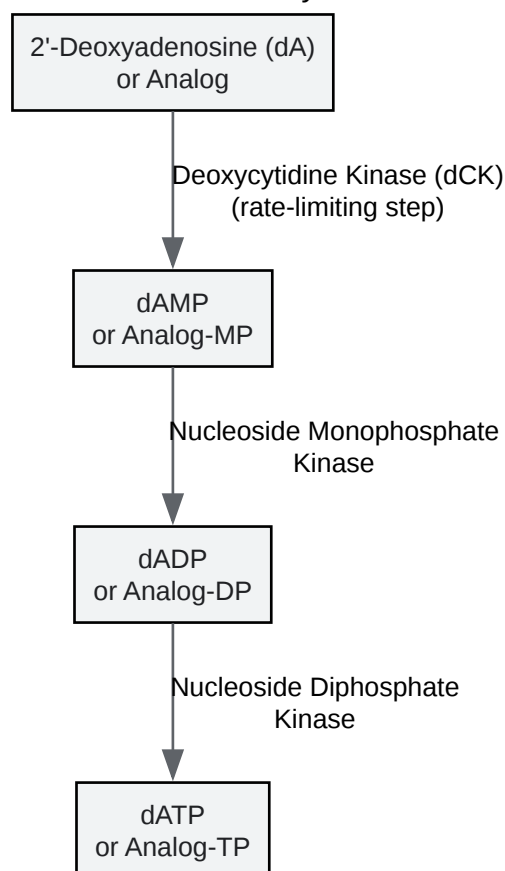 2'-Deoxyadenosine (dA)
or Analog
Deoxycytidine Kinase (dCK)
(rate-limiting step)
dAMP
or Analog-MP
Nucleoside Monophosphate
Kinase
dADP
or Analog-DP
Nucleoside Diphosphate
Kinase
dATP
or Analog-TP